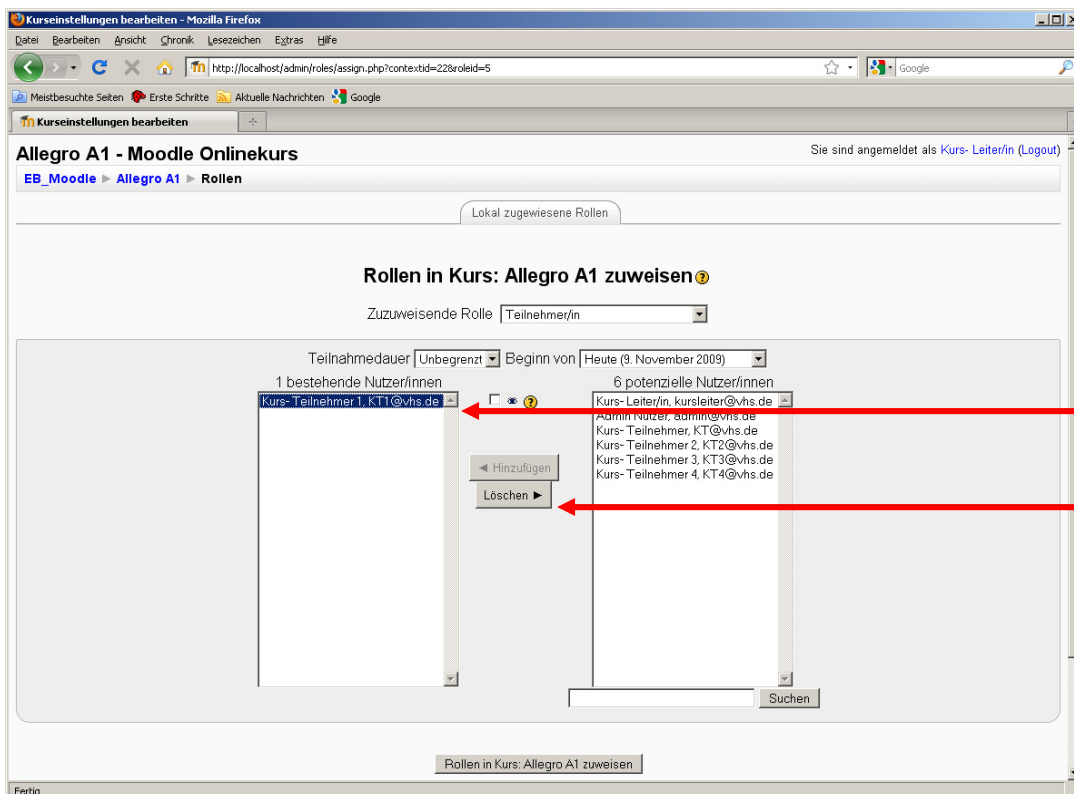 Kurseinstellungen bearbeiten - Mozilla Firefox
Datei Bearbeiten Ansicht Chronik Lesezeichen Extras Hilfe
http://localhost/admin/roles/assign.php?contextid=22&roleid=5
Google
Meistbesuchte Seiten Erste Schritte Aktuelle Nachrichten Google
Kurseinstellungen bearbeiten
Allegro A1 - Moodle Onlinekurs
Sie sind angemeldet als Kurs- Leiter/in (Logout)
EB_Moodle ► Allegro A1 ► Rollen
Lokal zugewiesene Rollen
Rollen in Kurs: Allegro A1 zuweisen
Zuzuweisende Rolle Teilnehmer/in
Teilnahmedauer Unbegrenzt Beginn von Heute (9. November 2009)
1 bestehende Nutzer/innen
Kurs- Teilnehmer 1, KT1@vhs.de
◄ Hinzufügen
Löschen ►
6 potenzielle Nutzer/innen
Kurs- Leiter/in, kursleiter@vhs.de
Admin Nutzer, admin@vhs.de
Kurs- Teilnehmer, KT@vhs.de
Kurs- Teilnehmer 2, KT2@vhs.de
Kurs- Teilnehmer 3, KT3@vhs.de
Kurs- Teilnehmer 4, KT4@vhs.de
Suchen
Rollen in Kurs: Allegro A1 zuweisen
Fertig